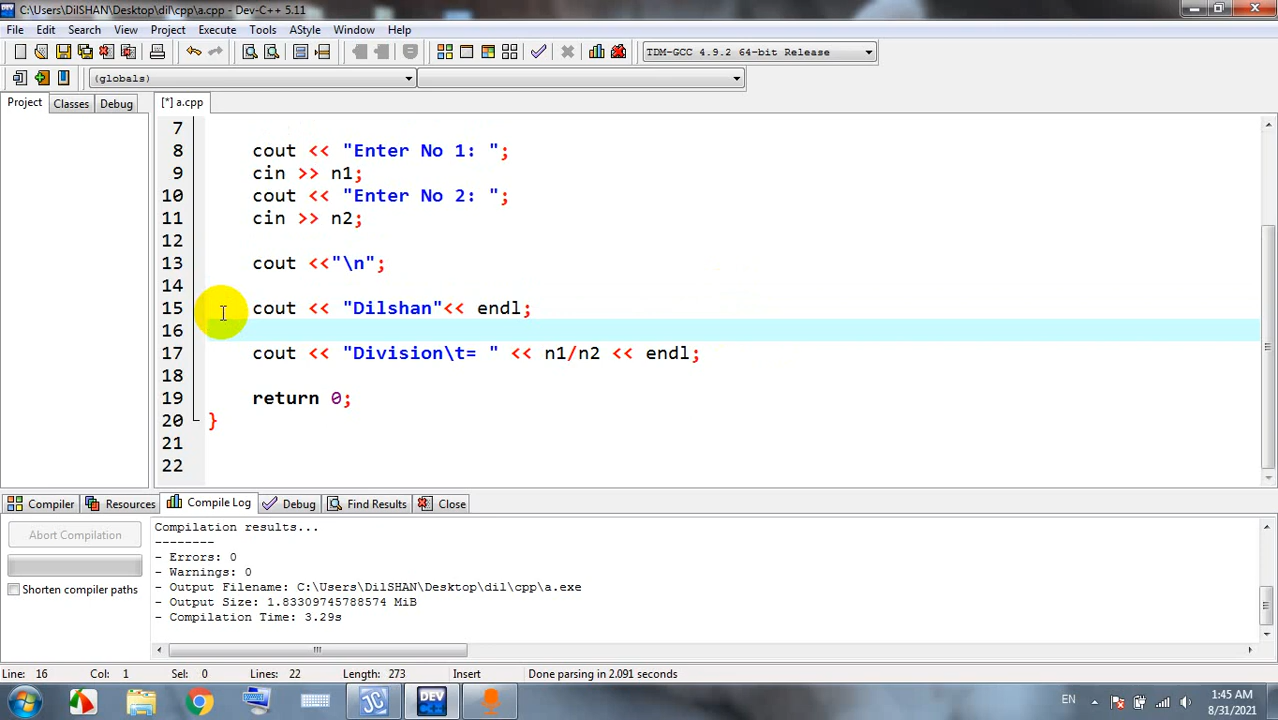 C:\Users\DilSHAN\Desktop\dil\cpp\a.cpp - Dev-C++ 5.11
File Edit Search View Project Execute Tools AStyle Window Help
TDM-GCC 4.9.2 64-bit Release
(globals)
Project Classes Debug [*] a.cpp
7
8 cout << "Enter No 1: ";
9 cin >> n1;
10 cout << "Enter No 2: ";
11 cin >> n2;
12
13 cout <<"\n";
14
15 cout << "Dilshan"<< endl;
16
17 cout << "Division\t= " << n1/n2 << endl;
18
19 return 0;
20 }
21
22
Compiler Resources Compile Log Debug Find Results Close
Abort Compilation
Shorten compiler paths
Compilation results...
--------
- Errors: 0
- Warnings: 0
- Output Filename: C:\Users\DilSHAN\Desktop\dil\cpp\a.exe
- Output Size: 1.83309745788574 MiB
- Compilation Time: 3.29s
Line: 16 Col: 1 Sel: 0 Lines: 22 Length: 273 Insert Done parsing in 2.091 seconds
JC DEV C++ EN 1:45 AM
8/31/2021